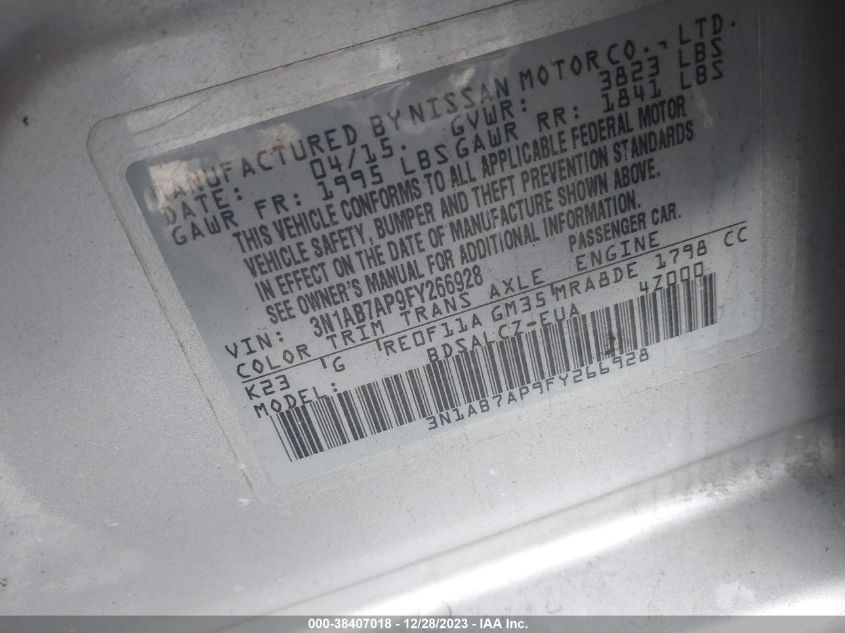 MANUFACTURED BY NISSAN MOTOR CO., LTD.
DATE: 04/15. GVWR: 3823 LBS
GAWR FR: 1995 LBS GAWR RR: 1841 LBS
THIS VEHICLE CONFORMS TO ALL APPLICABLE FEDERAL MOTOR
VEHICLE SAFETY, BUMPER AND THEFT PREVENTION STANDARDS
IN EFFECT ON THE DATE OF MANUFACTURE SHOWN ABOVE.
SEE OWNER'S MANUAL FOR ADDITIONAL INFORMATION.
VIN: 3N1AB7AP9FY266928 PASSENGER CAR.
COLOR TRIM TRANS AXLE ENGINE
K23 G RE0F11A GM35 MRA8DE 1798 CC
MODEL: BDSALCZ-EUA 4Z000
3N1AB7AP9FY266928
000-38407018 - 12/28/2023 - IAA Inc.